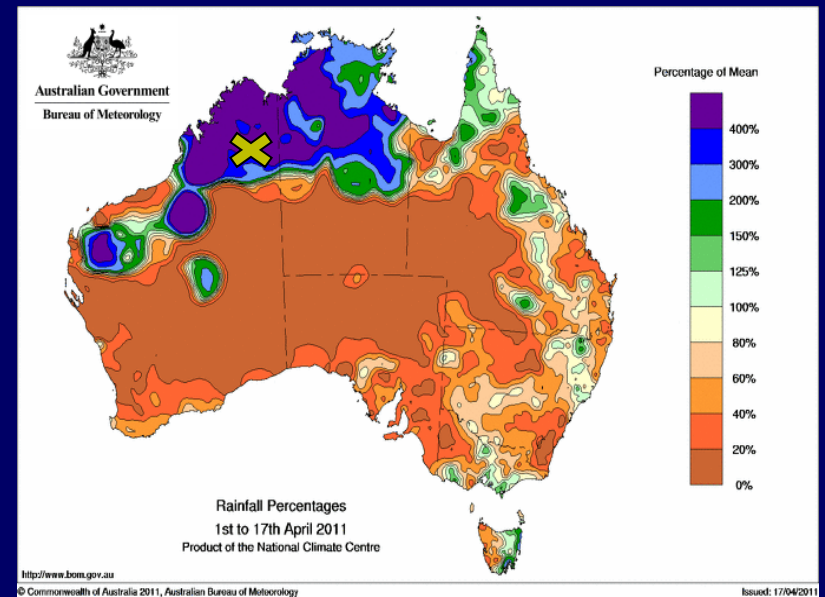 Australian Government
Bureau of Meteorology
Percentage of Mean
400%
300%
200%
150%
125%
100%
80%
60%
40%
20%
0%
Rainfall Percentages
1st to 17th April 2011
Product of the National Climate Centre
http://www.bom.gov.au
© Commonwealth of Australia 2011, Australian Bureau of Meteorology
Issued: 17/04/2011